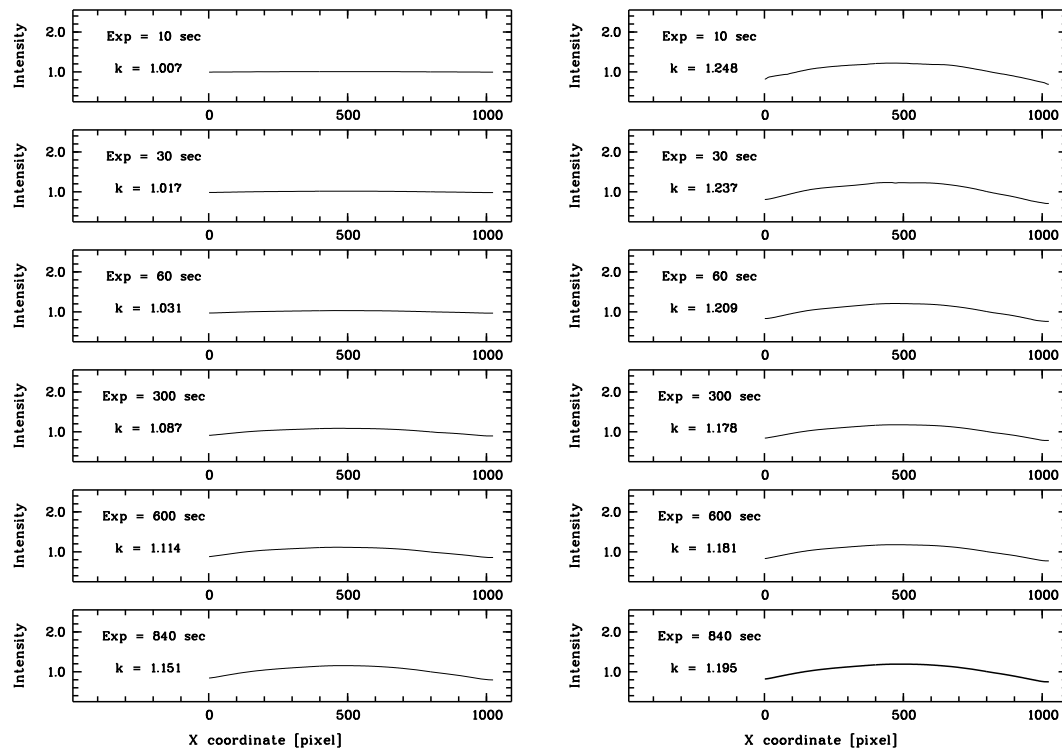 Intensity
2.0
1.0
Exp = 10 sec
k = 1.007
0
500
1000
Intensity
2.0
1.0
Exp = 30 sec
k = 1.017
0
500
1000
Intensity
2.0
1.0
Exp = 60 sec
k = 1.031
0
500
1000
Intensity
2.0
1.0
Exp = 300 sec
k = 1.087
0
500
1000
Intensity
2.0
1.0
Exp = 600 sec
k = 1.114
0
500
1000
Intensity
2.0
1.0
Exp = 840 sec
k = 1.151
0
500
1000
X coordinate [pixel]
Intensity
2.0
1.0
Exp = 10 sec
k = 1.248
0
500
1000
Intensity
2.0
1.0
Exp = 30 sec
k = 1.237
0
500
1000
Intensity
2.0
1.0
Exp = 60 sec
k = 1.209
0
500
1000
Intensity
2.0
1.0
Exp = 300 sec
k = 1.178
0
500
1000
Intensity
2.0
1.0
Exp = 600 sec
k = 1.181
0
500
1000
Intensity
2.0
1.0
Exp = 840 sec
k = 1.195
0
500
1000
X coordinate [pixel]